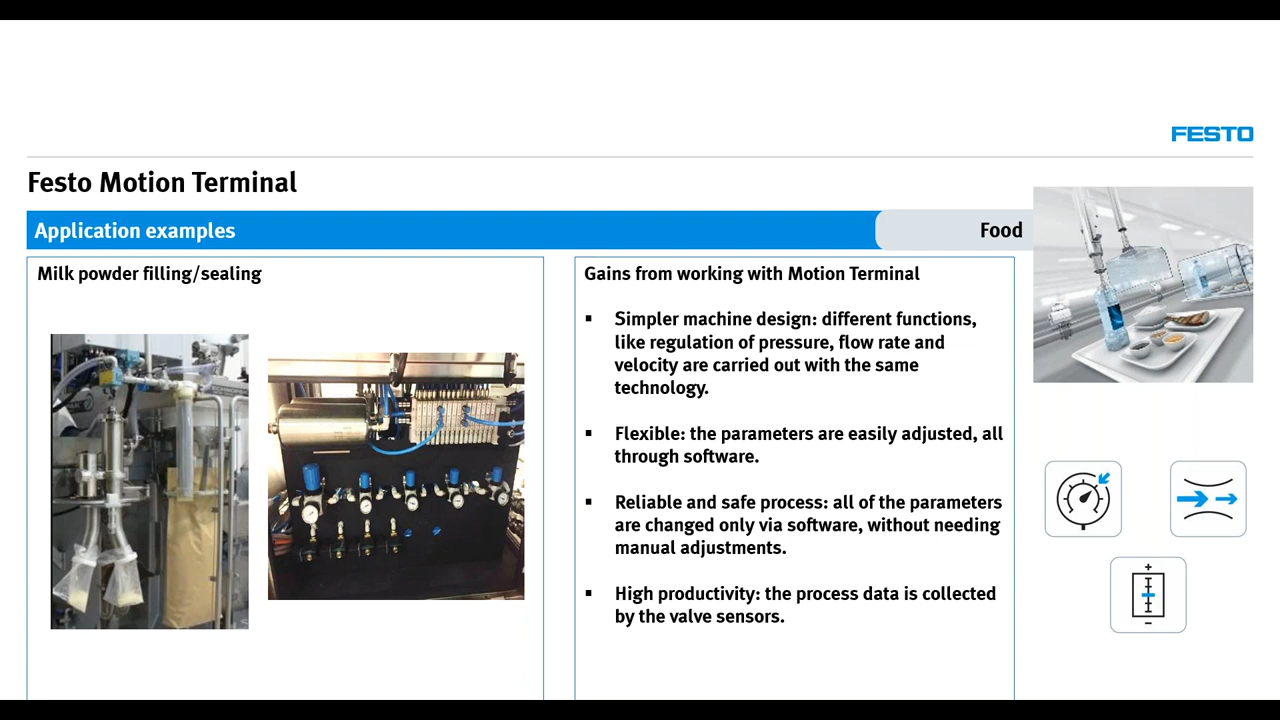 FESTO
Festo Motion Terminal
Application examples
Food
Milk powder filling/sealing
Gains from working with Motion Terminal
▪ Simpler machine design: different functions,
like regulation of pressure, flow rate and
velocity are carried out with the same
technology.
▪ Flexible: the parameters are easily adjusted, all
through software.
▪ Reliable and safe process: all of the parameters
are changed only via software, without needing
manual adjustments.
▪ High productivity: the process data is collected
by the valve sensors.
+
−